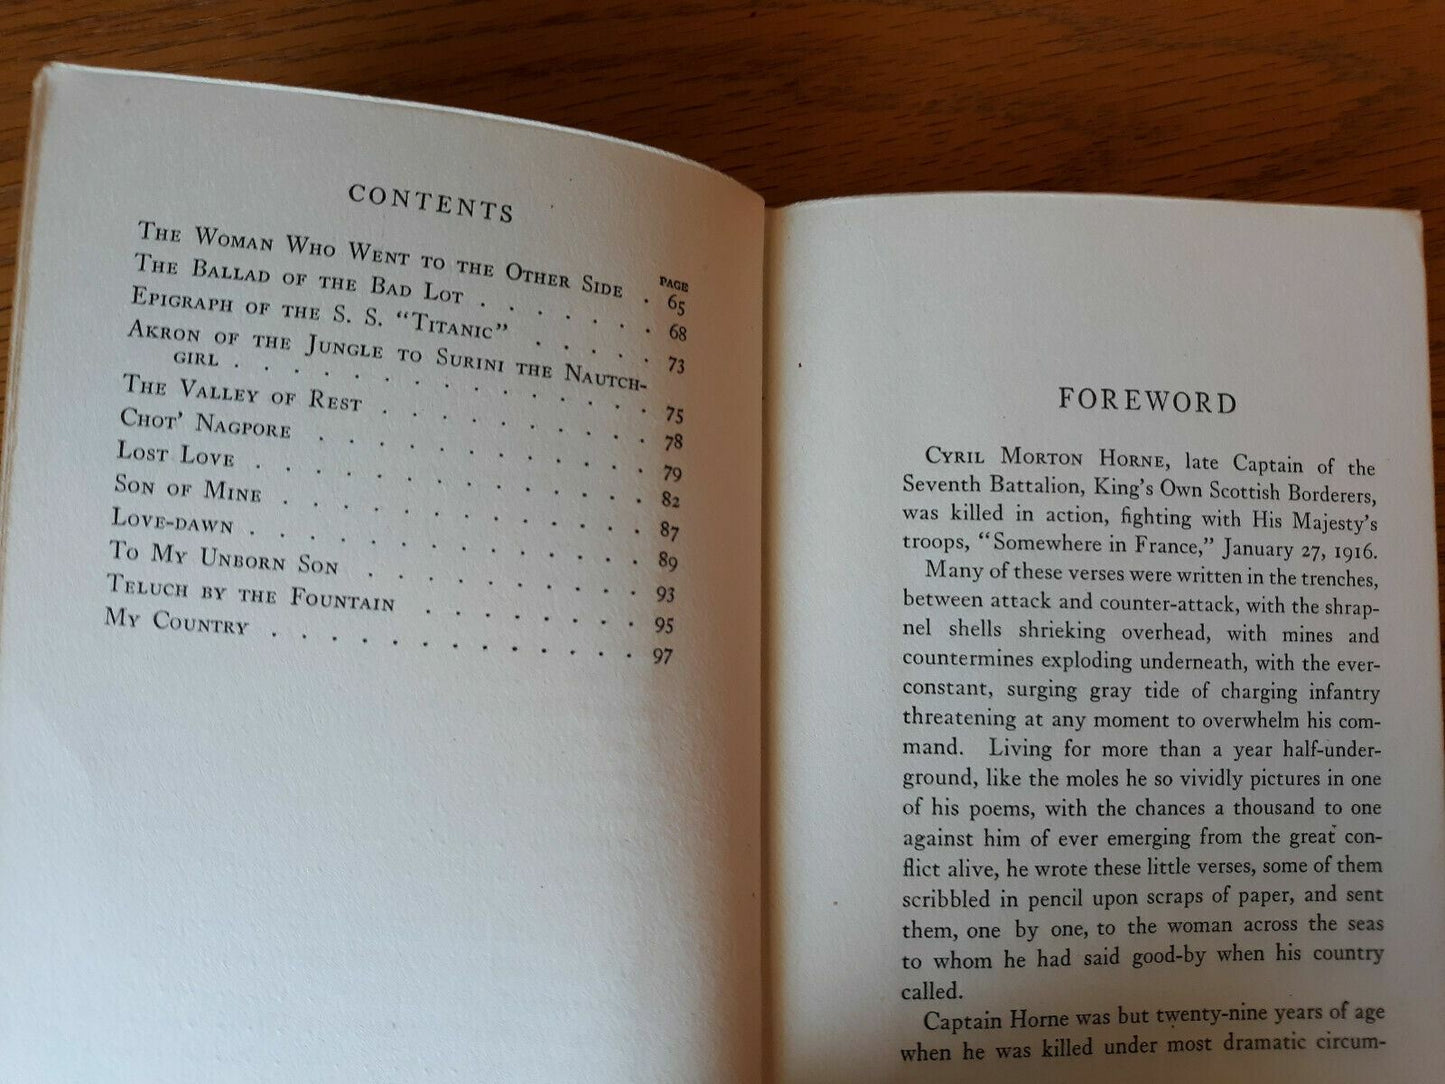 CONTENTS
PAGE
The Woman Who Went to the Other Side . 65
The Ballad of the Bad Lot . . . . . . . 68
Epigraph of the S. S. “Titanic” . . . . . 73
Akron of the Jungle to Surini the Nautch-
girl . . . . . . . . . . . . . . 75
The Valley of Rest . . . . . . . . . 78
Chot’ Nagpore . . . . . . . . . . . 79
Lost Love . . . . . . . . . . . . . 82
Son of Mine . . . . . . . . . . . . 87
Love-dawn . . . . . . . . . . . . . 89
To My Unborn Son . . . . . . . . . 93
Teluch by the Fountain . . . . . . . 95
My Country . . . . . . . . . . . . 97
FOREWORD
Cyril Morton Horne, late Captain of the
Seventh Battalion, King’s Own Scottish Borderers,
was killed in action, fighting with His Majesty’s
troops, “Somewhere in France,” January 27, 1916.
Many of these verses were written in the trenches,
between attack and counter-attack, with the shrap-
nel shells shrieking overhead, with mines and
countermines exploding underneath, with the ever-
constant, surging gray tide of charging infantry
threatening at any moment to overwhelm his com-
mand. Living for more than a year half-under-
ground, like the moles he so vividly pictures in one
of his poems, with the chances a thousand to one
against him of ever emerging from the great con-
flict alive, he wrote these little verses, some of them
scribbled in pencil upon scraps of paper, and sent
them, one by one, to the woman across the seas
to whom he had said good-by when his country
called.
Captain Horne was but twenty-nine years of age
when he was killed under most dramatic circum-